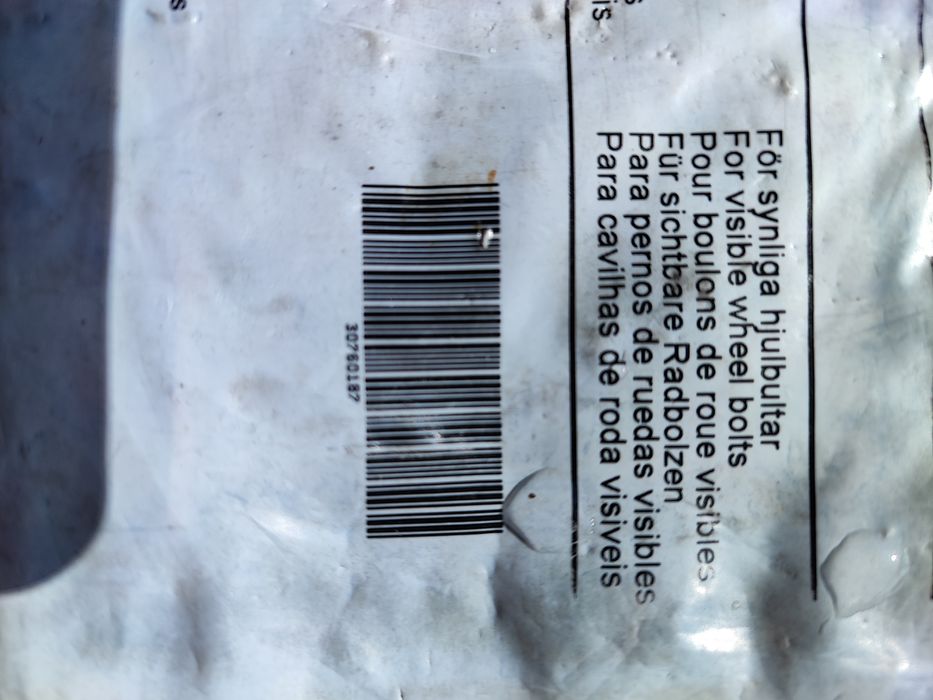 För synliga hjulbultar
For visible wheel bolts
Pour boulons de roue visibles
Für sichtbare Radbolzen
Para pernos de ruedas visibles
Para cavilhas de roda visiveis
30760187